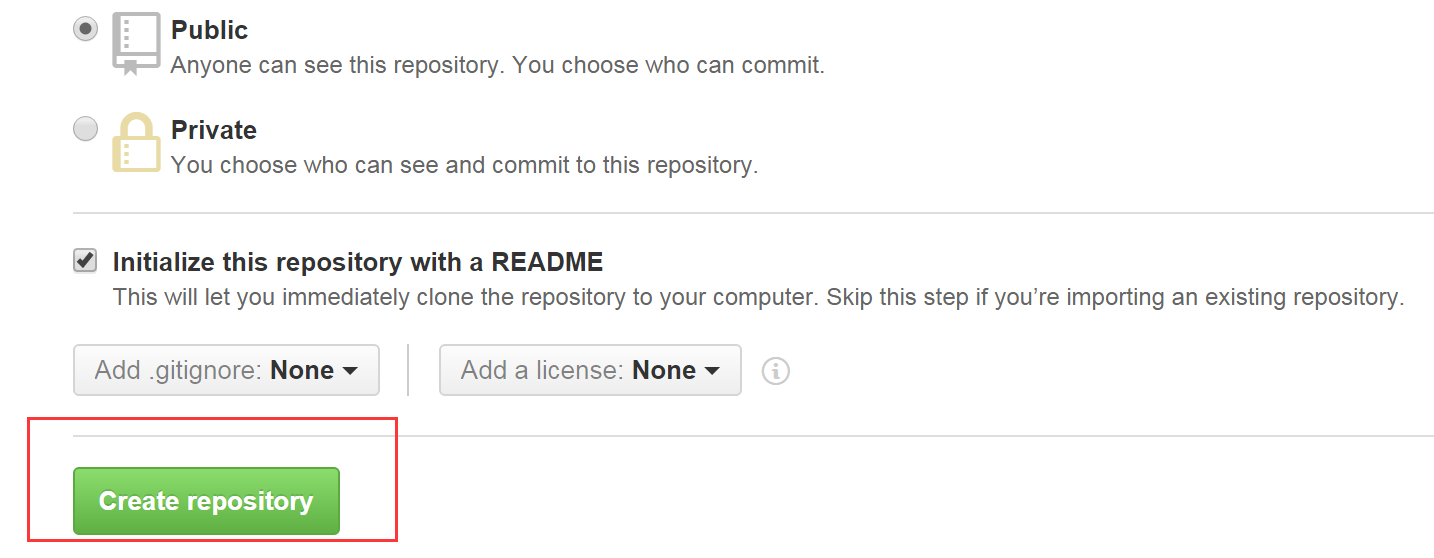 Public
Anyone can see this repository. You choose who can commit.
Private
You choose who can see and commit to this repository.
Initialize this repository with a README
This will let you immediately clone the repository to your computer. Skip this step if you’re importing an existing repository.
Add .gitignore: None Add a license: None
Create repository